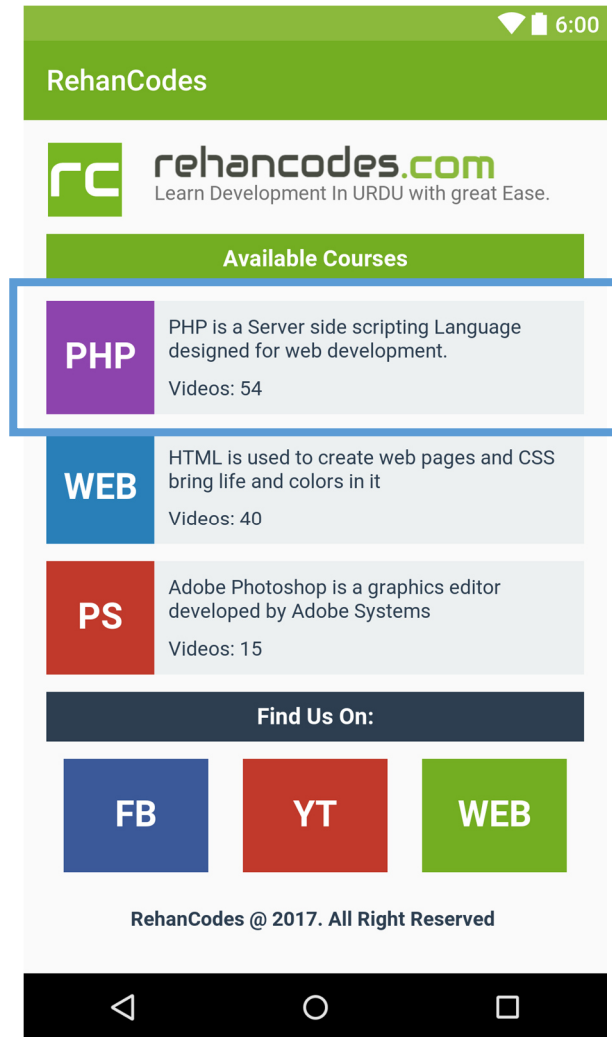 6:00
RehanCodes
rc
rehancodes.com
Learn Development In URDU with great Ease.
Available Courses
PHP
PHP is a Server side scripting Language
designed for web development.
Videos: 54
WEB
HTML is used to create web pages and CSS
bring life and colors in it
Videos: 40
PS
Adobe Photoshop is a graphics editor
developed by Adobe Systems
Videos: 15
Find Us On:
FB YT WEB
RehanCodes @ 2017. All Right Reserved